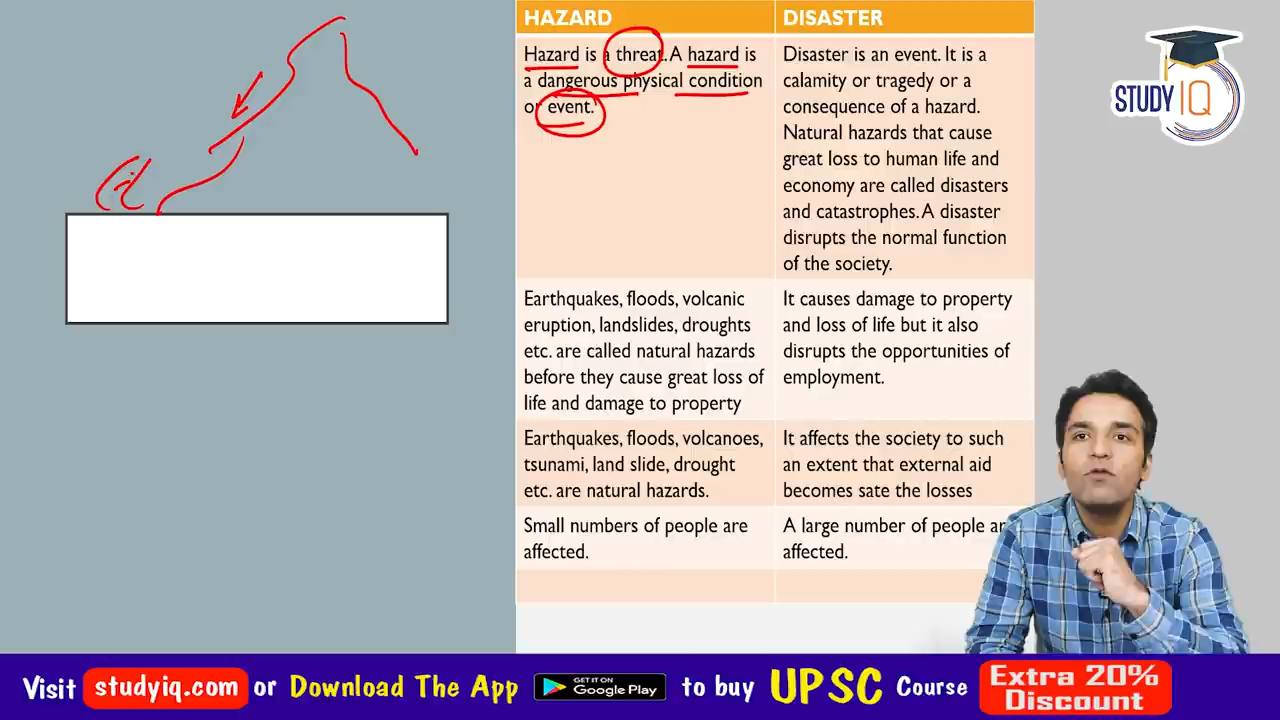 HAZARD
DISASTER
Hazard is a threat. A hazard is
a dangerous physical condition
or event.
Disaster is an event. It is a
calamity or tragedy or a
consequence of a hazard.
Natural hazards that cause
great loss to human life and
economy are called disasters
and catastrophes. A disaster
disrupts the normal function
of the society.
Earthquakes, floods, volcanic
eruption, landslides, droughts
etc. are called natural hazards
before they cause great loss of
life and damage to property
It causes damage to property
and loss of life but it also
disrupts the opportunities of
employment.
Earthquakes, floods, volcanoes,
tsunami, land slide, drought
etc. are natural hazards.
It affects the society to such
an extent that external aid
becomes sate the losses
Small numbers of people are
affected.
A large number of people ar
affected.
STUDY IQ
Visit studyiq.com or Download The App GET IT ON Google Play to buy UPSC Course Extra 20% Discount